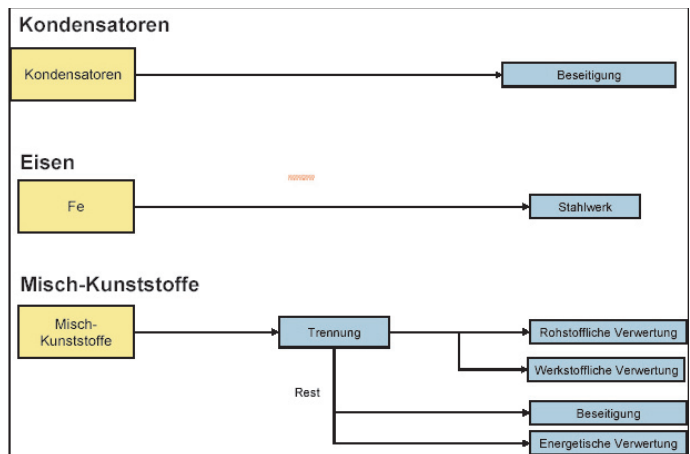 Kondensatoren
Kondensatoren
Beseitigung
Eisen
Fe
Stahlwerk
Misch-Kunststoffe
Misch-
Kunststoffe
Trennung
Rohstoffliche Verwertung
Werkstoffliche Verwertung
Rest
Beseitigung
Energetische Verwertung